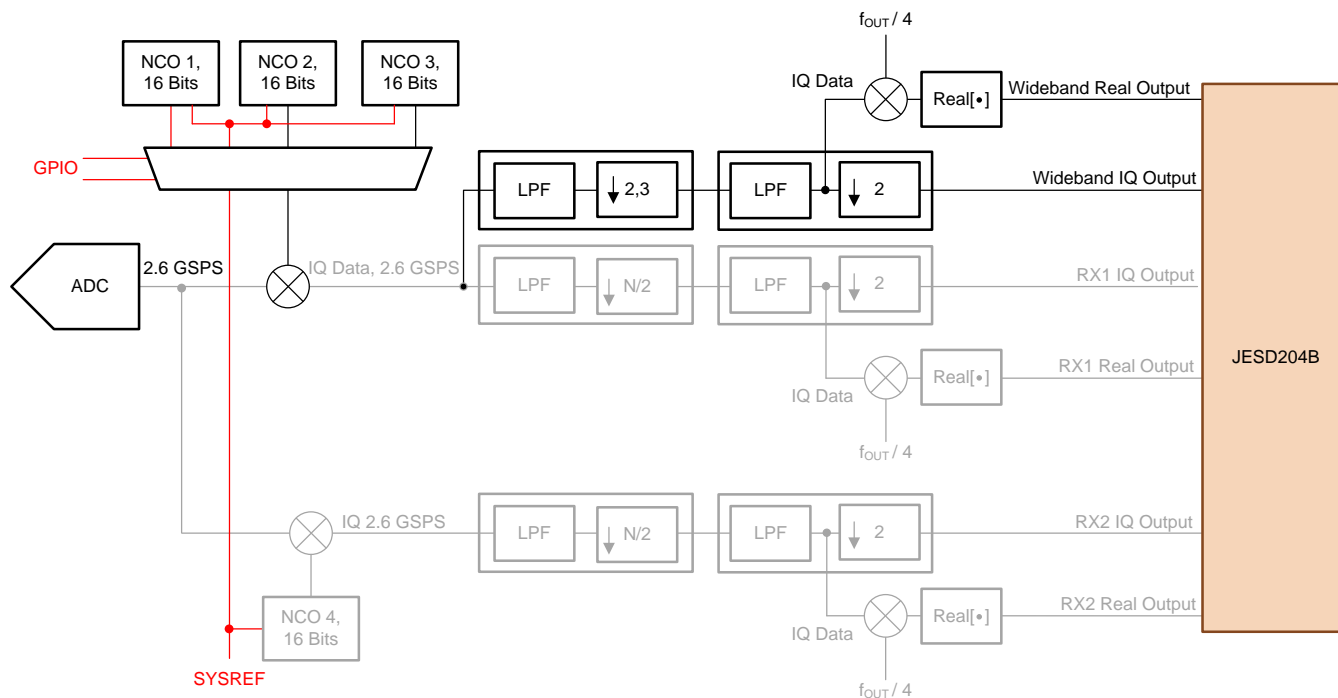 f_OUT / 4
NCO 1,
16 Bits
NCO 2,
16 Bits
NCO 3,
16 Bits
IQ Data
Real[•]
Wideband Real Output
GPIO
LPF
2,3
LPF
2
Wideband IQ Output
ADC
2.6 GSPS
IQ Data, 2.6 GSPS
LPF
N/2
LPF
2
RX1 IQ Output
JESD204B
IQ Data
Real[•]
RX1 Real Output
f_OUT / 4
IQ 2.6 GSPS
LPF
N/2
LPF
2
RX2 IQ Output
NCO 4,
16 Bits
IQ Data
Real[•]
RX2 Real Output
SYSREF
f_OUT / 4